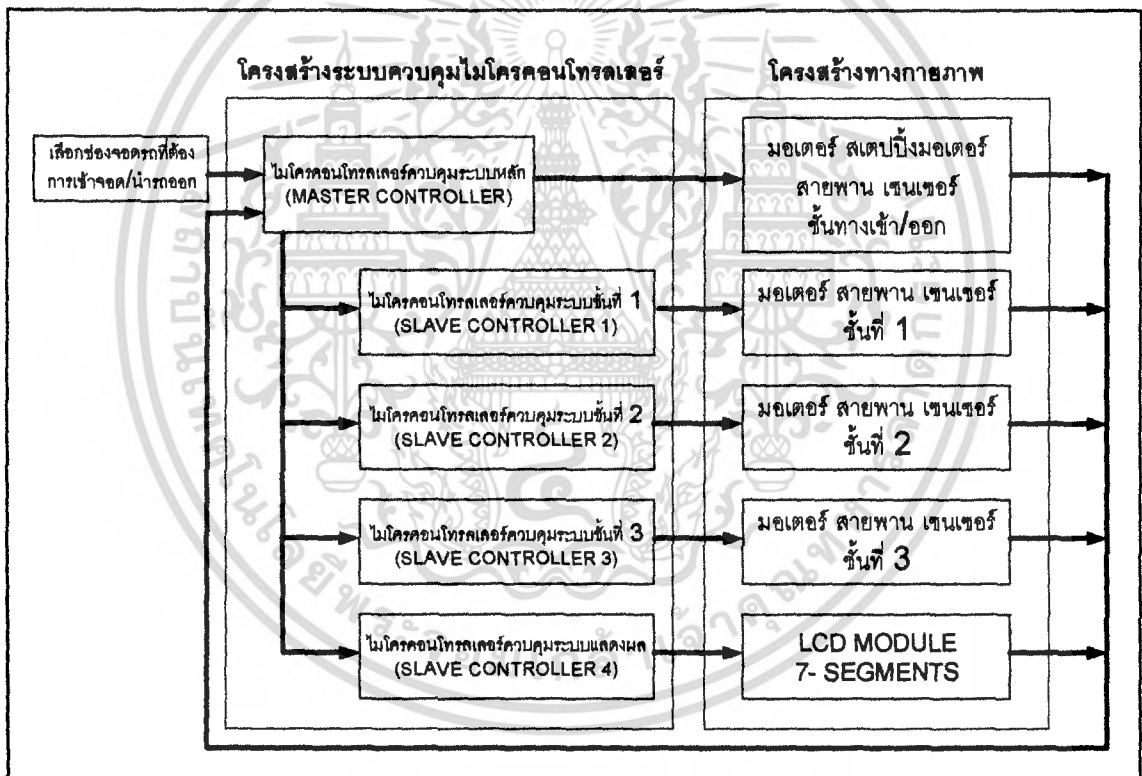 โครงสร้างระบบควบคุมไมโครคอนโทรลเลอร์
โครงสร้างทางกายภาพ
เลือกช่องจอดรถที่ต้อง
การเข้าจอด/นำรถออก
ไมโครคอนโทรลเลอร์ควบคุมระบบหลัก
(MASTER CONTROLLER)
มอเตอร์ สเตปปิ้งมอเตอร์
สายพาน เซนเซอร์
ชั้นทางเข้า/ออก
ไมโครคอนโทรลเลอร์ควบคุมระบบชั้นที่ 1
(SLAVE CONTROLLER 1)
มอเตอร์ สายพาน เซนเซอร์
ชั้นที่ 1
ไมโครคอนโทรลเลอร์ควบคุมระบบชั้นที่ 2
(SLAVE CONTROLLER 2)
มอเตอร์ สายพาน เซนเซอร์
ชั้นที่ 2
ไมโครคอนโทรลเลอร์ควบคุมระบบชั้นที่ 3
(SLAVE CONTROLLER 3)
มอเตอร์ สายพาน เซนเซอร์
ชั้นที่ 3
ไมโครคอนโทรลเลอร์ควบคุมระบบแสดงผล
(SLAVE CONTROLLER 4)
LCD MODULE
7- SEGMENTS